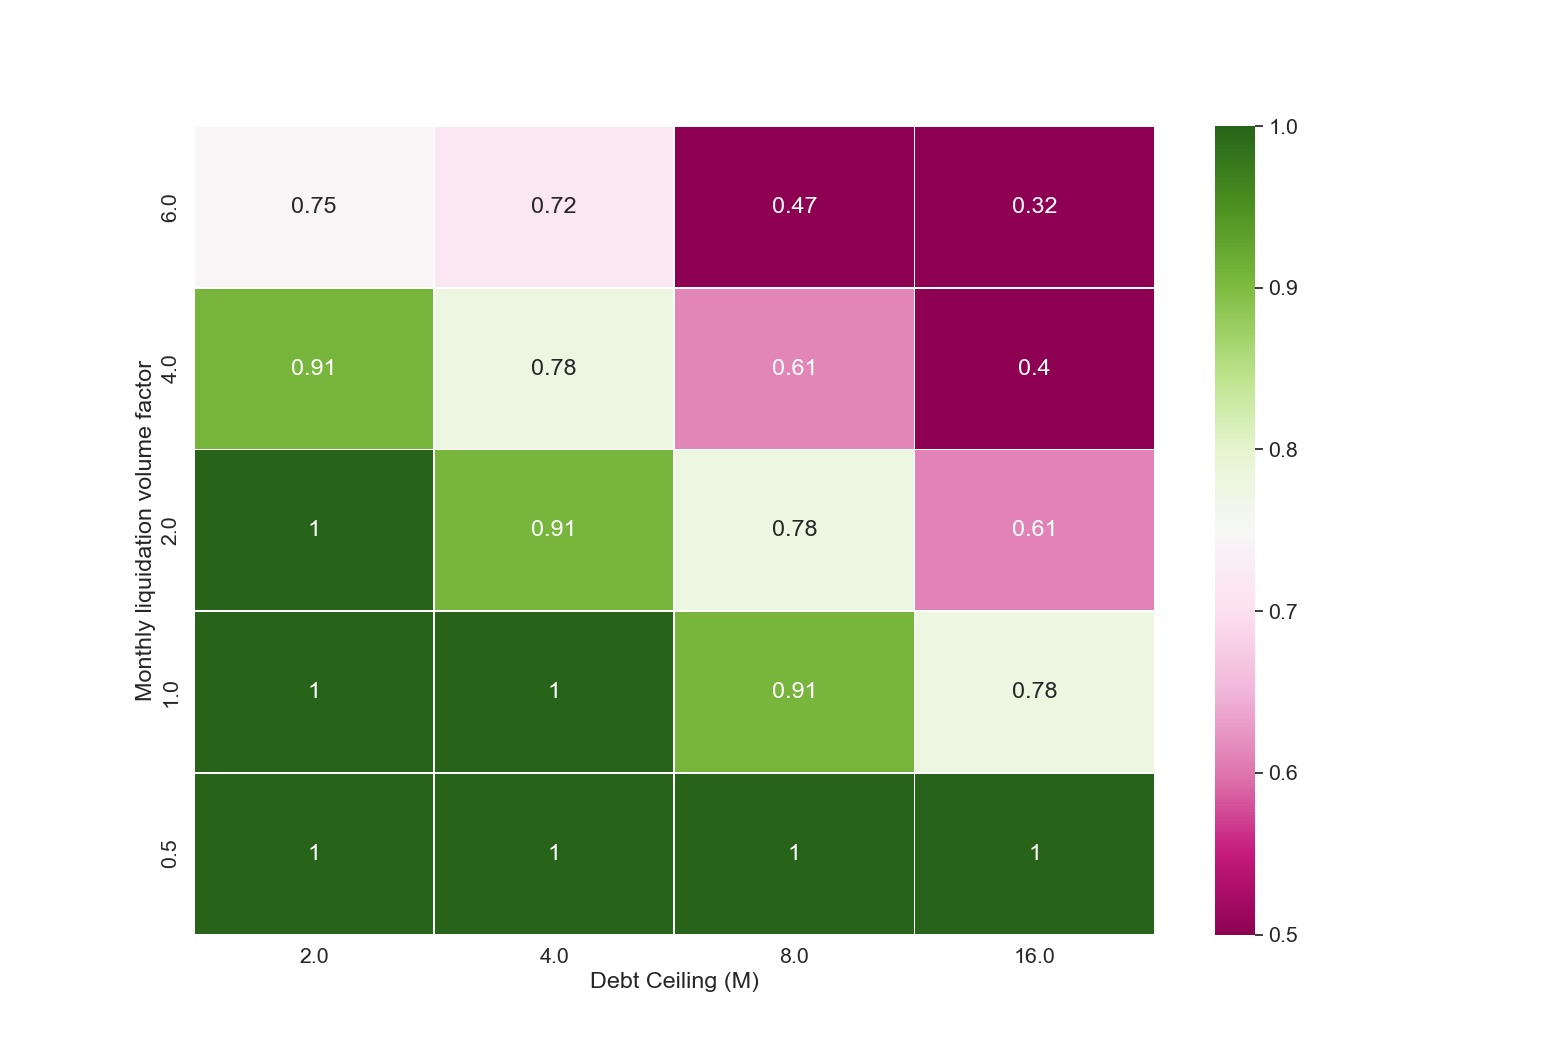 6.0 0.75 0.72 0.47 0.32
4.0 0.91 0.78 0.61 0.4
2.0 1 0.91 0.78 0.61
1.0 1 1 0.91 0.78
0.5 1 1 1 1
2.0 4.0 8.0 16.0
Debt Ceiling (M)
Monthly liquidation volume factor
1.0
0.9
0.8
0.7
0.6
0.5